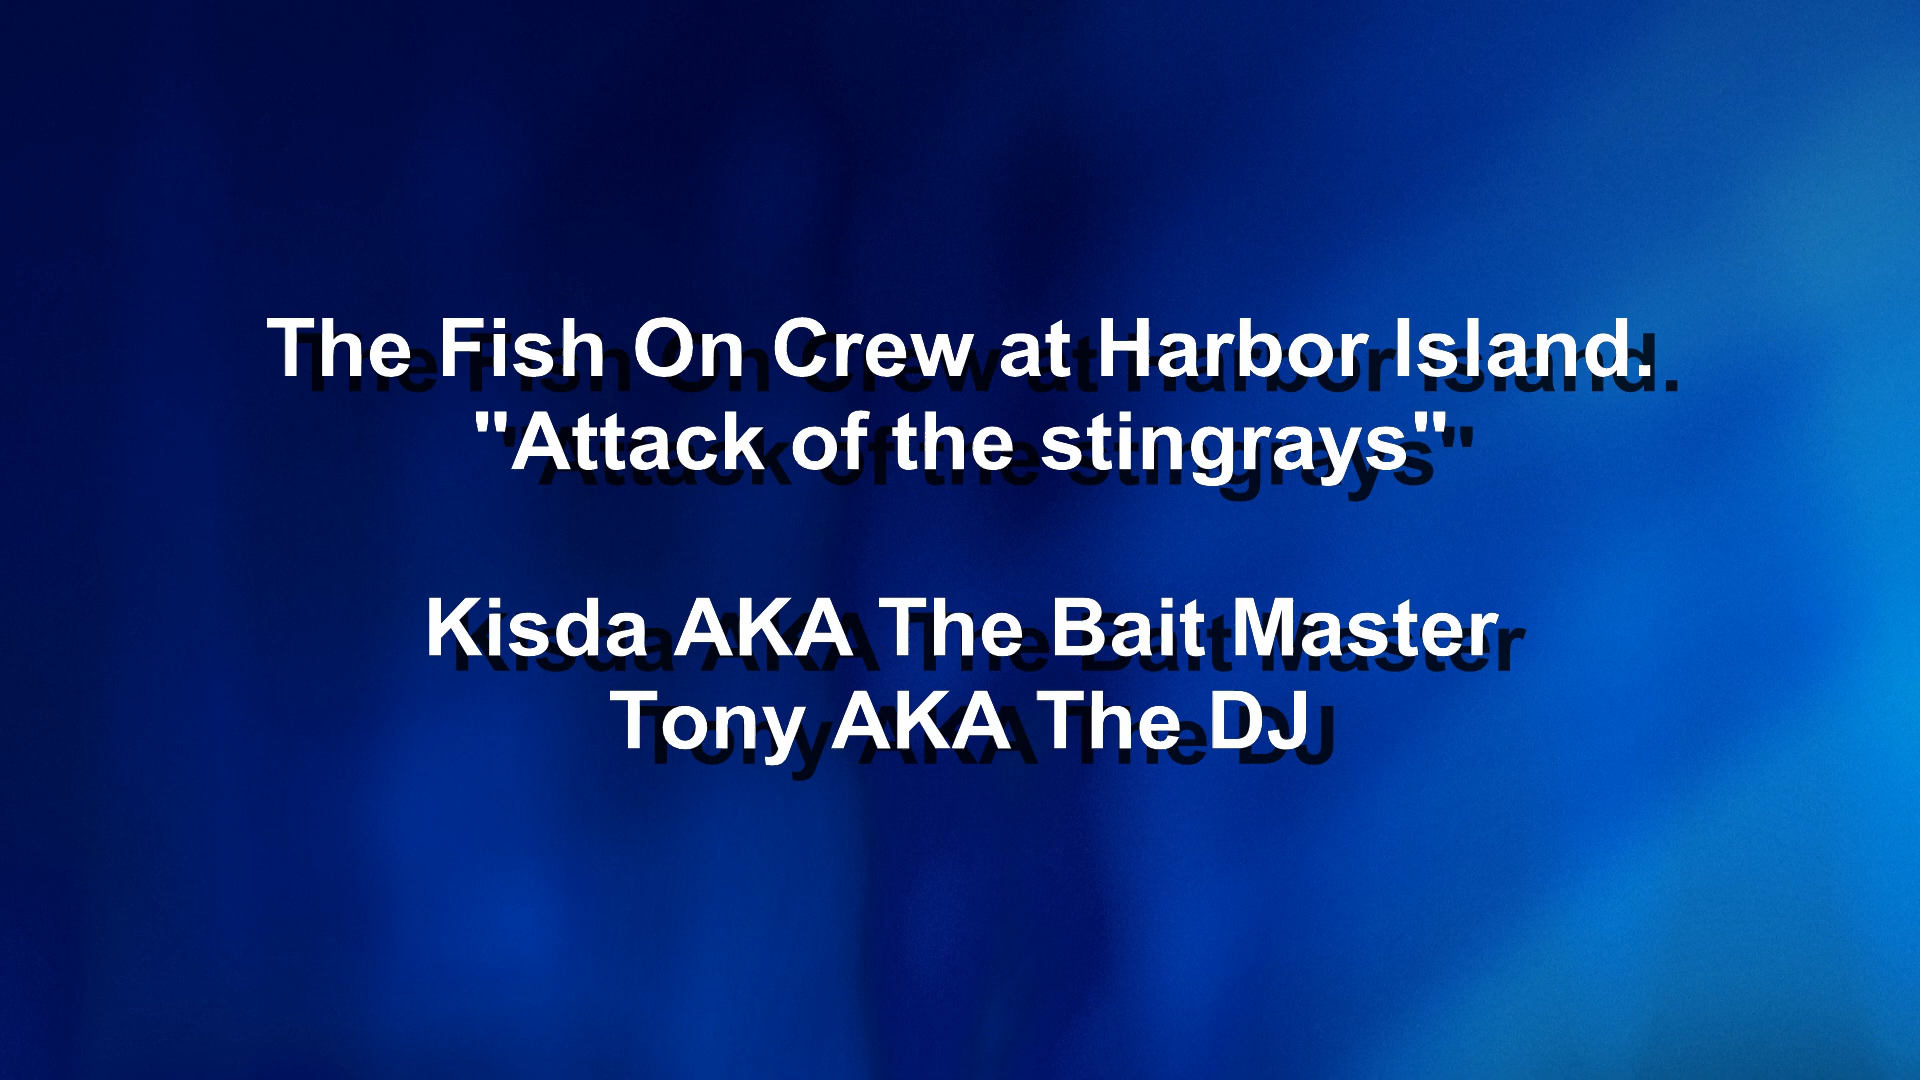 The Fish On Crew at Harbor Island.
"Attack of the stingrays"
Kisda AKA The Bait Master
Tony AKA The DJ